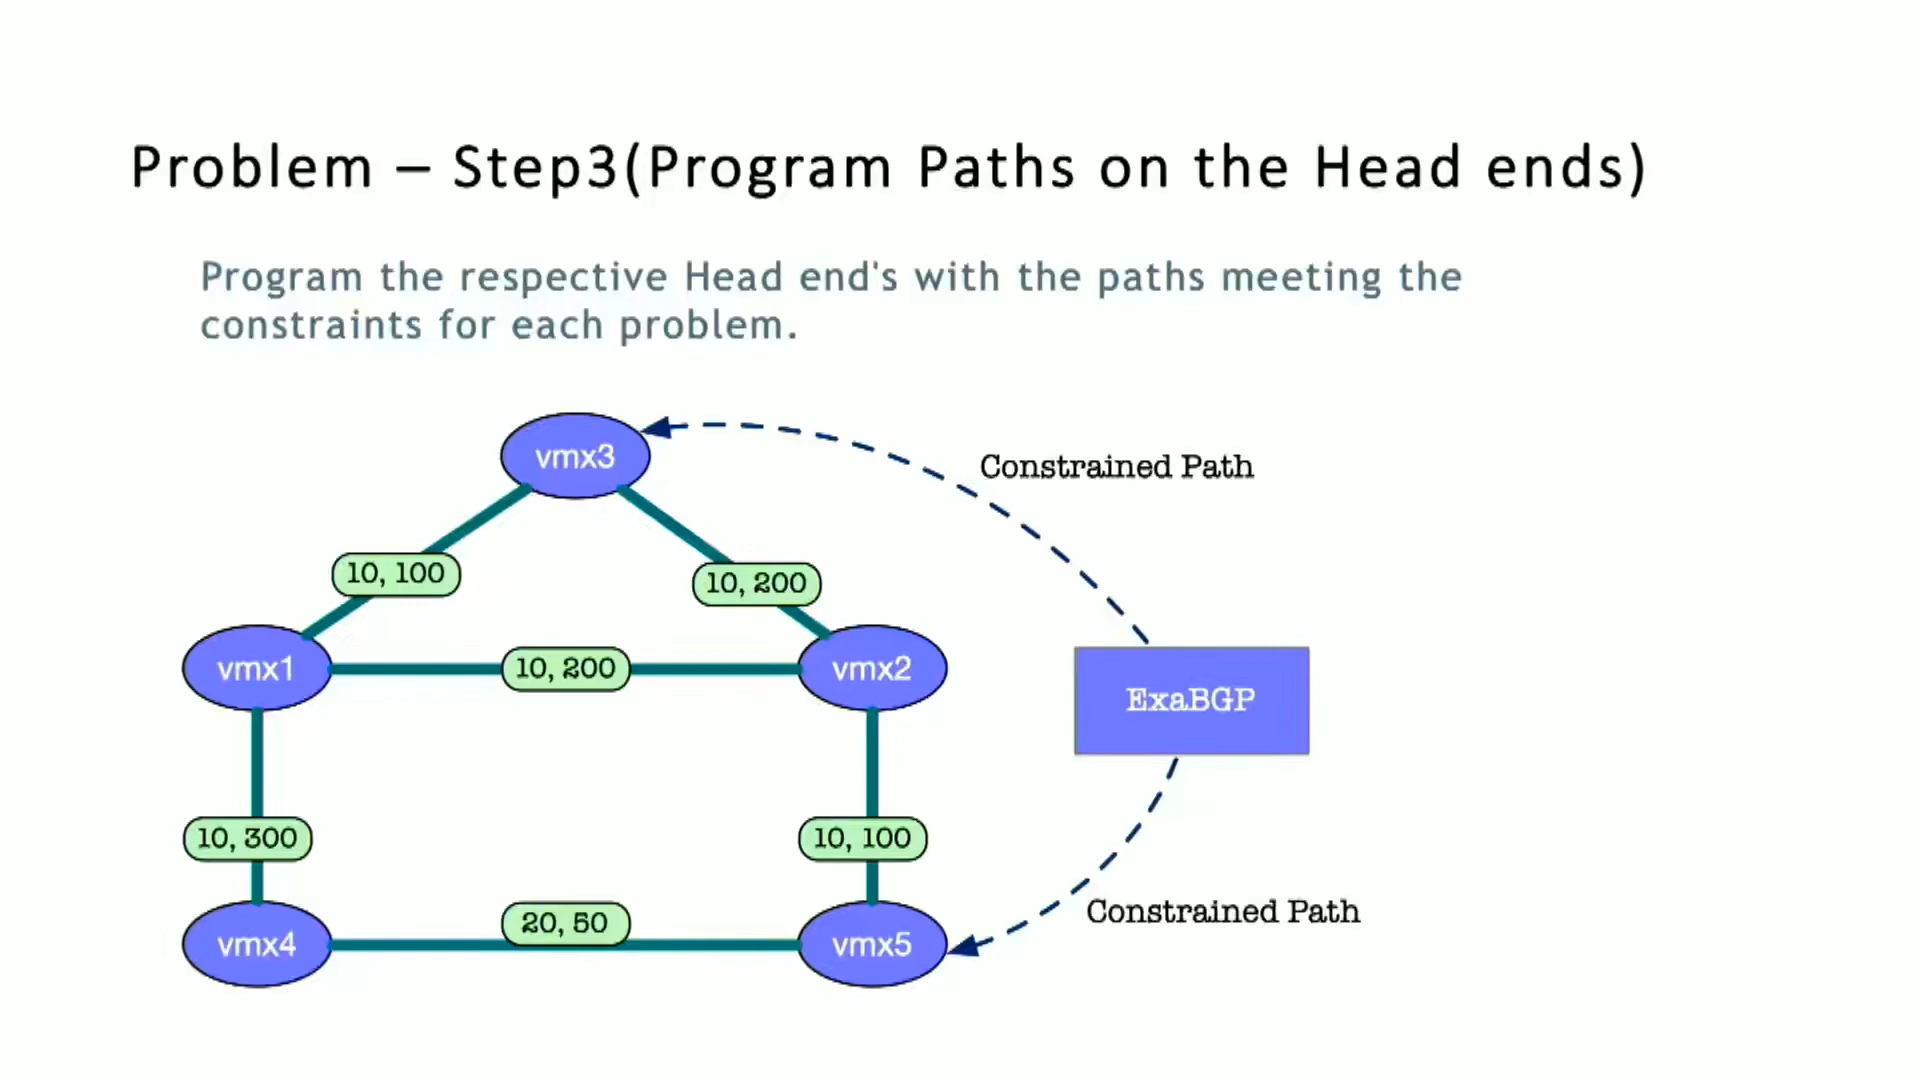 Problem – Step3(Program Paths on the Head ends)
Program the respective Head end's with the paths meeting the
constraints for each problem.
vmx3
Constrained Path
10, 100
10, 200
vmx1
10, 200
vmx2
ExaBGP
10, 300
10, 100
20, 50
Constrained Path
vmx4
vmx5